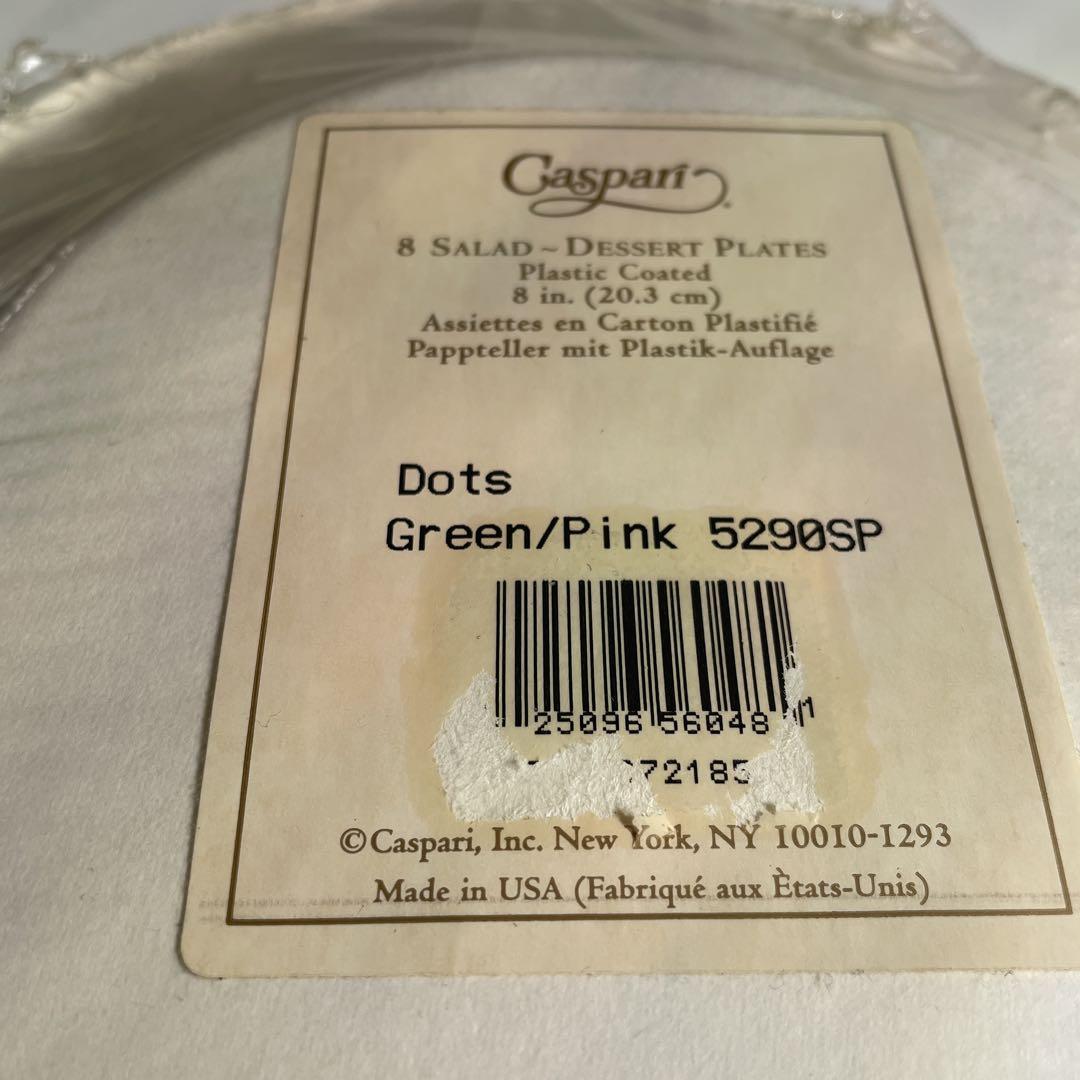 Caspari
8 SALAD ~ DESSERT PLATES
Plastic Coated
8 in. (20.3 cm)
Assiettes en Carton Plastifié
Pappteller mit Plastik-Auflage
Dots
Green/Pink 5290SP
25096 56048 1
72185
©Caspari, Inc. New York, NY 10010-1293
Made in USA (Fabriqué aux Ètats-Unis)